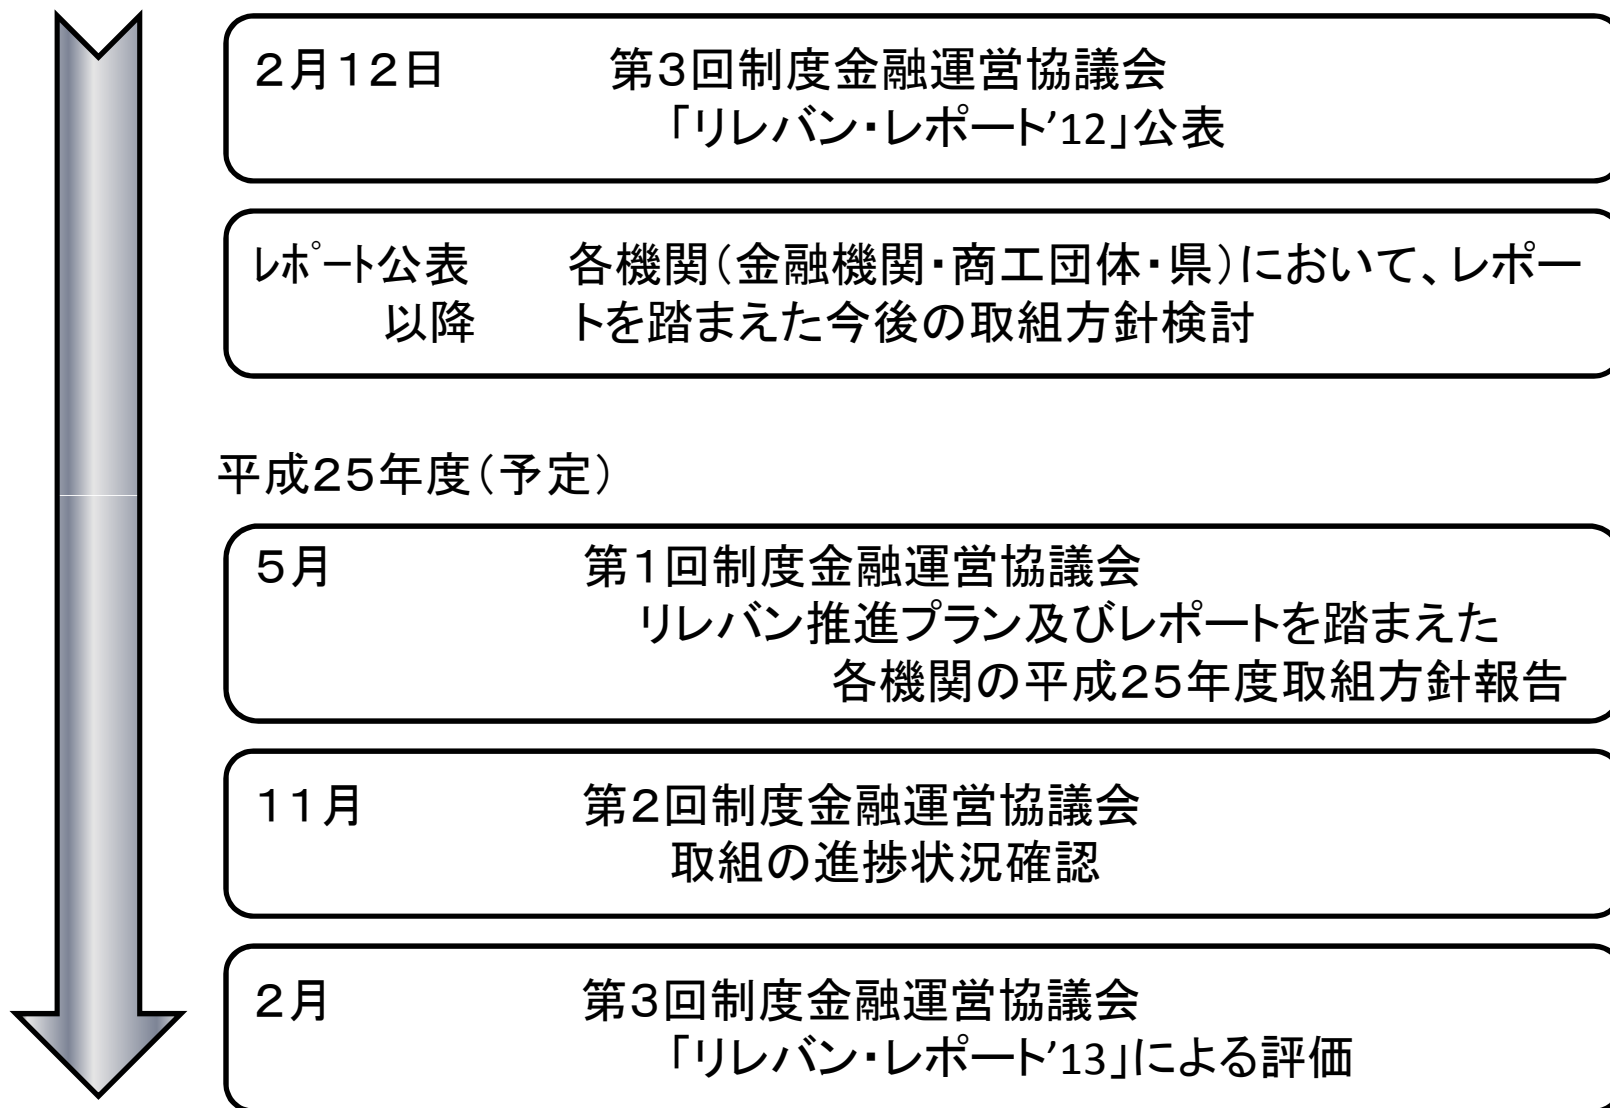 ２月１２日　第３回制度金融運営協議会
「リレバン・レポート’12」公表
ﾚﾎﾟｰﾄ公表　各機関（金融機関・商工団体・県）において、レポー
以降　トを踏まえた今後の取組方針検討
平成２５年度（予定）
５月　第１回制度金融運営協議会
リレバン推進プラン及びレポートを踏まえた
各機関の平成２５年度取組方針報告
１１月　第２回制度金融運営協議会
取組の進捗状況確認
２月　第３回制度金融運営協議会
「リレバン・レポート’13」による評価